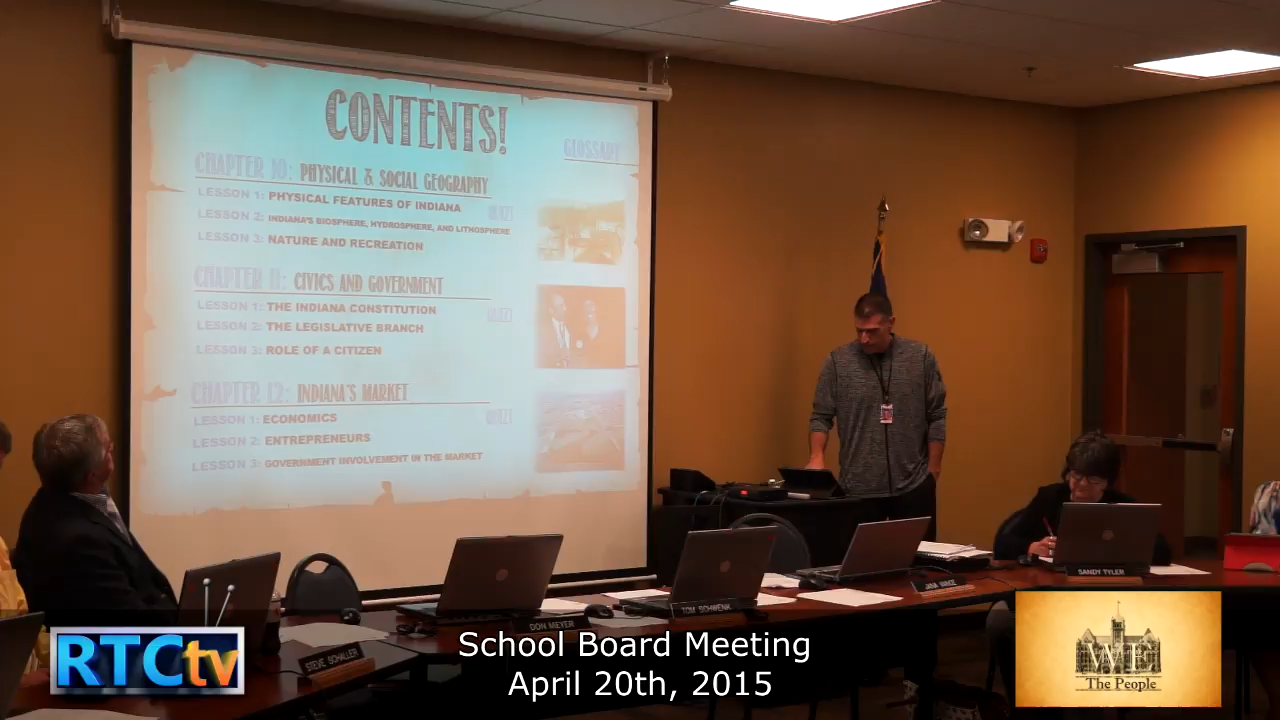 CONTENTS!
GLOSSARY
CHAPTER 10: PHYSICAL & SOCIAL GEOGRAPHY
LESSON 1: PHYSICAL FEATURES OF INDIANA
QUIZ!
LESSON 2: INDIANA'S BIOSPHERE, HYDROSPHERE, AND LITHOSPHERE
LESSON 3: NATURE AND RECREATION
CHAPTER 11: CIVICS AND GOVERNMENT
LESSON 1: THE INDIANA CONSTITUTION
QUIZ!
LESSON 2: THE LEGISLATIVE BRANCH
LESSON 3: ROLE OF A CITIZEN
CHAPTER 12: INDIANA'S MARKET
LESSON 1: ECONOMICS
QUIZ!
LESSON 2: ENTREPRENEURS
LESSON 3: GOVERNMENT INVOLVEMENT IN THE MARKET
STEVE SCHALLER
DON MEYER
TOM SCHWENK
JANA
SANDY TYLER
RTCtv
School Board Meeting
April 20th, 2015
WE
The People